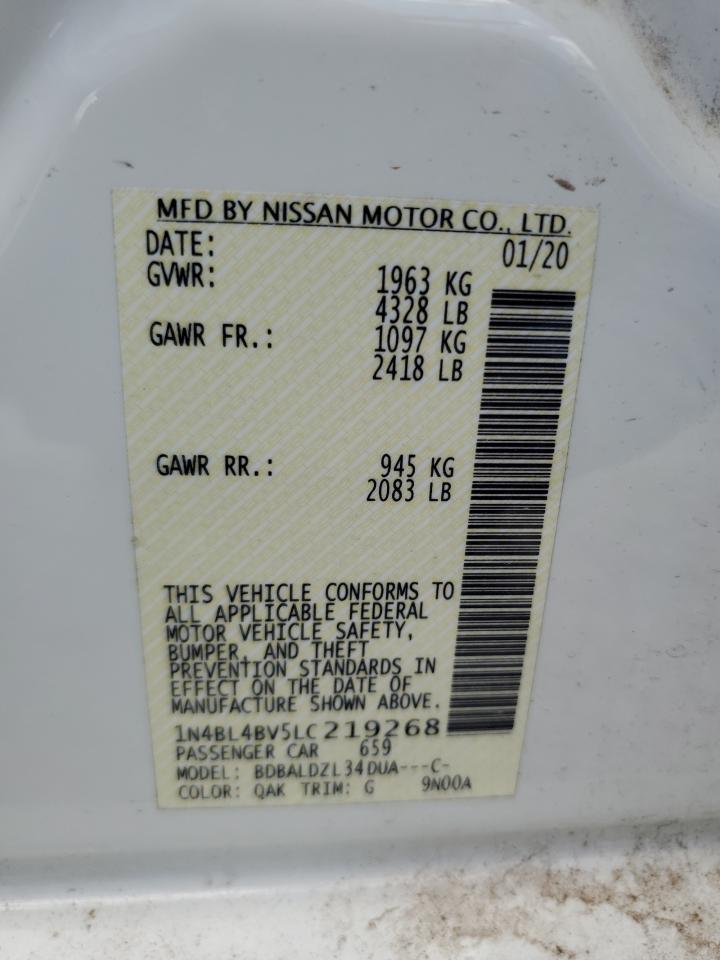 MFD BY NISSAN MOTOR CO., LTD.
DATE: 01/20
GVWR: 1963 KG
4328 LB
GAWR FR.: 1097 KG
2418 LB
GAWR RR.: 945 KG
2083 LB
THIS VEHICLE CONFORMS TO
ALL APPLICABLE FEDERAL
MOTOR VEHICLE SAFETY,
BUMPER, AND THEFT
PREVENTION STANDARDS IN
EFFECT ON THE DATE OF
MANUFACTURE SHOWN ABOVE.
1N4BL4BV5LC219268
PASSENGER CAR 659
MODEL: BDBALDZL34DUA---C-
COLOR: QAK TRIM: G 9N00A